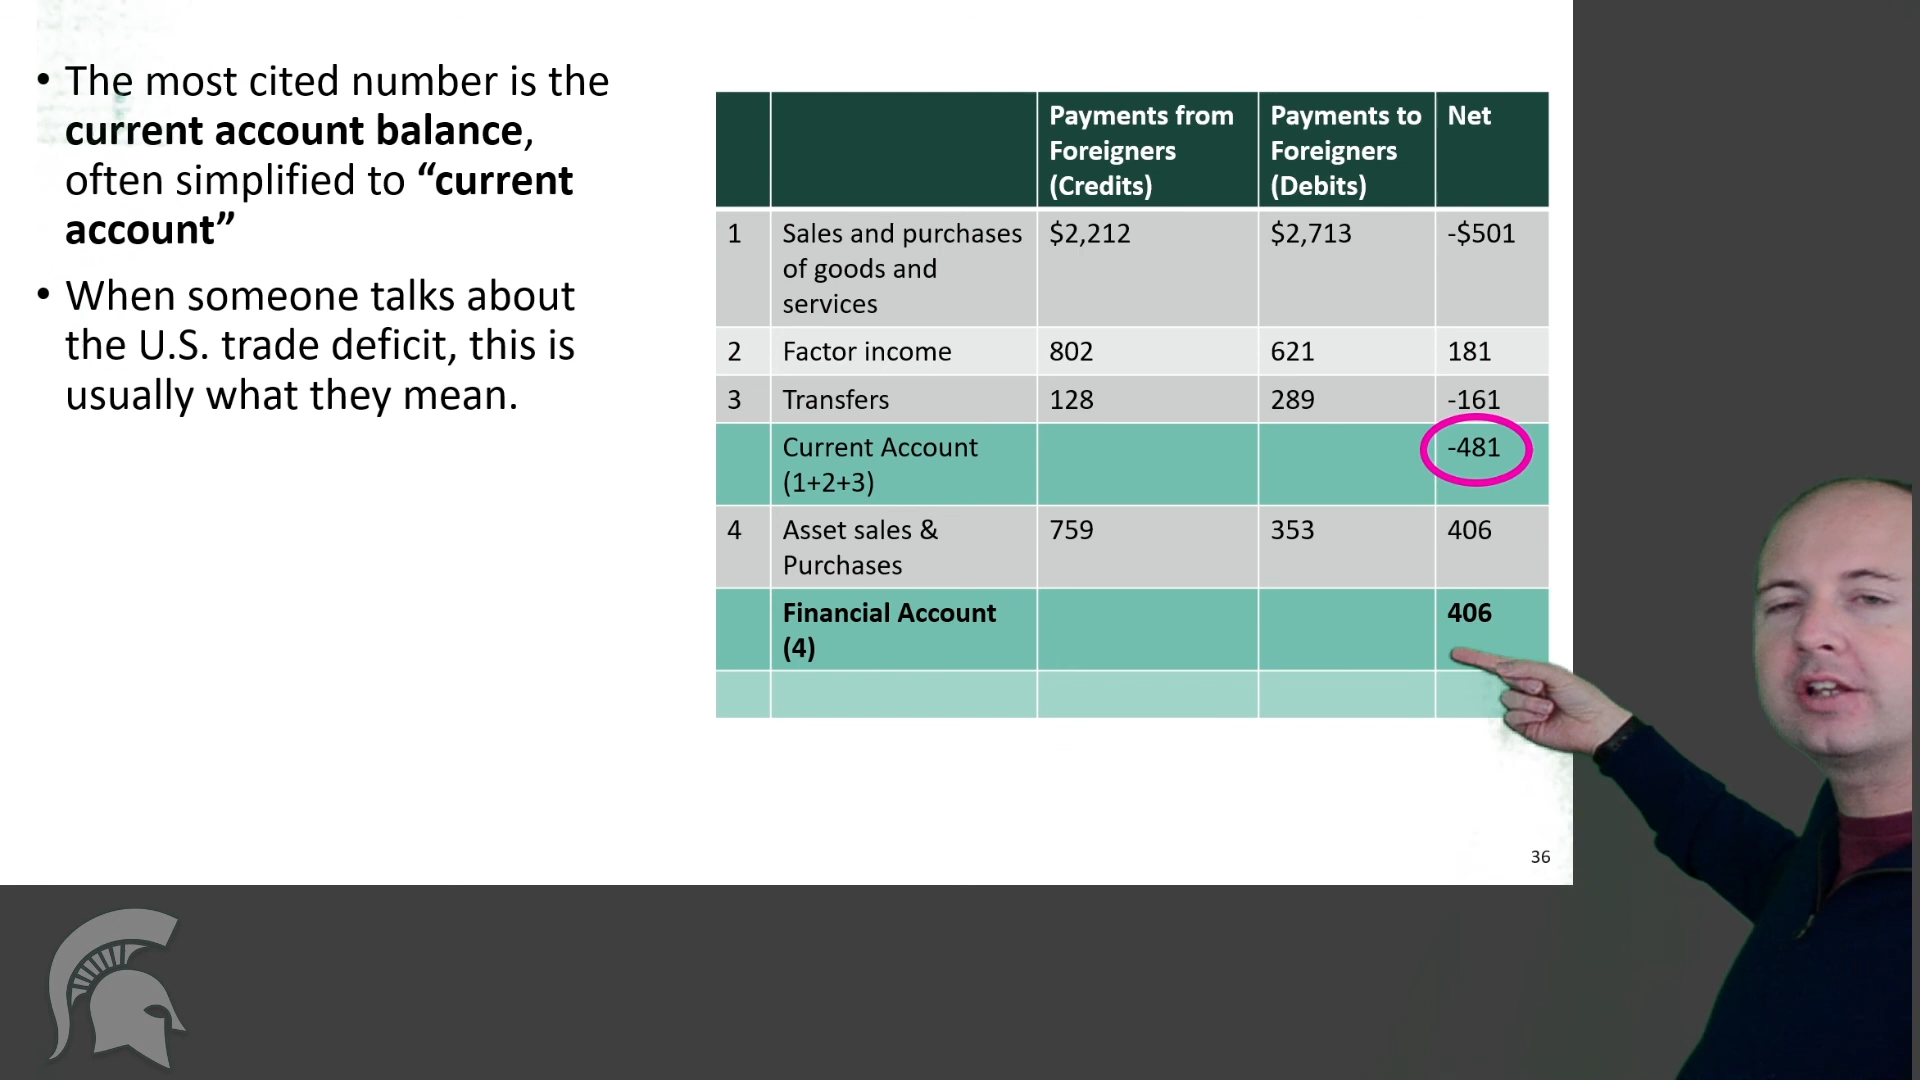 • The most cited number is the
current account balance,
often simplified to “current
account”
• When someone talks about
the U.S. trade deficit, this is
usually what they mean.
Payments from Foreigners (Credits) Payments to Foreigners (Debits) Net
1 Sales and purchases of goods and services $2,212 $2,713 -$501
2 Factor income 802 621 181
3 Transfers 128 289 -161
Current Account (1+2+3) -481
4 Asset sales & Purchases 759 353 406
Financial Account (4) 406
36